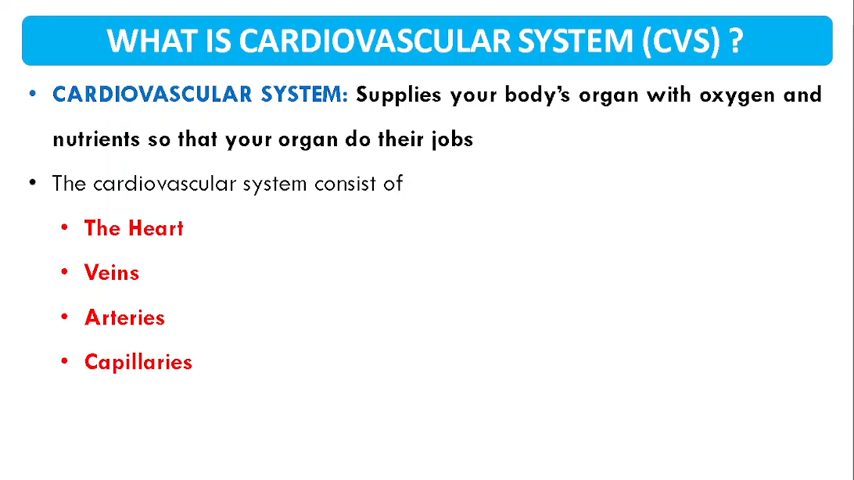 WHAT IS CARDIOVASCULAR SYSTEM (CVS) ?
• CARDIOVASCULAR SYSTEM: Supplies your body's organ with oxygen and
nutrients so that your organ do their jobs
• The cardiovascular system consist of
• The Heart
• Veins
• Arteries
• Capillaries